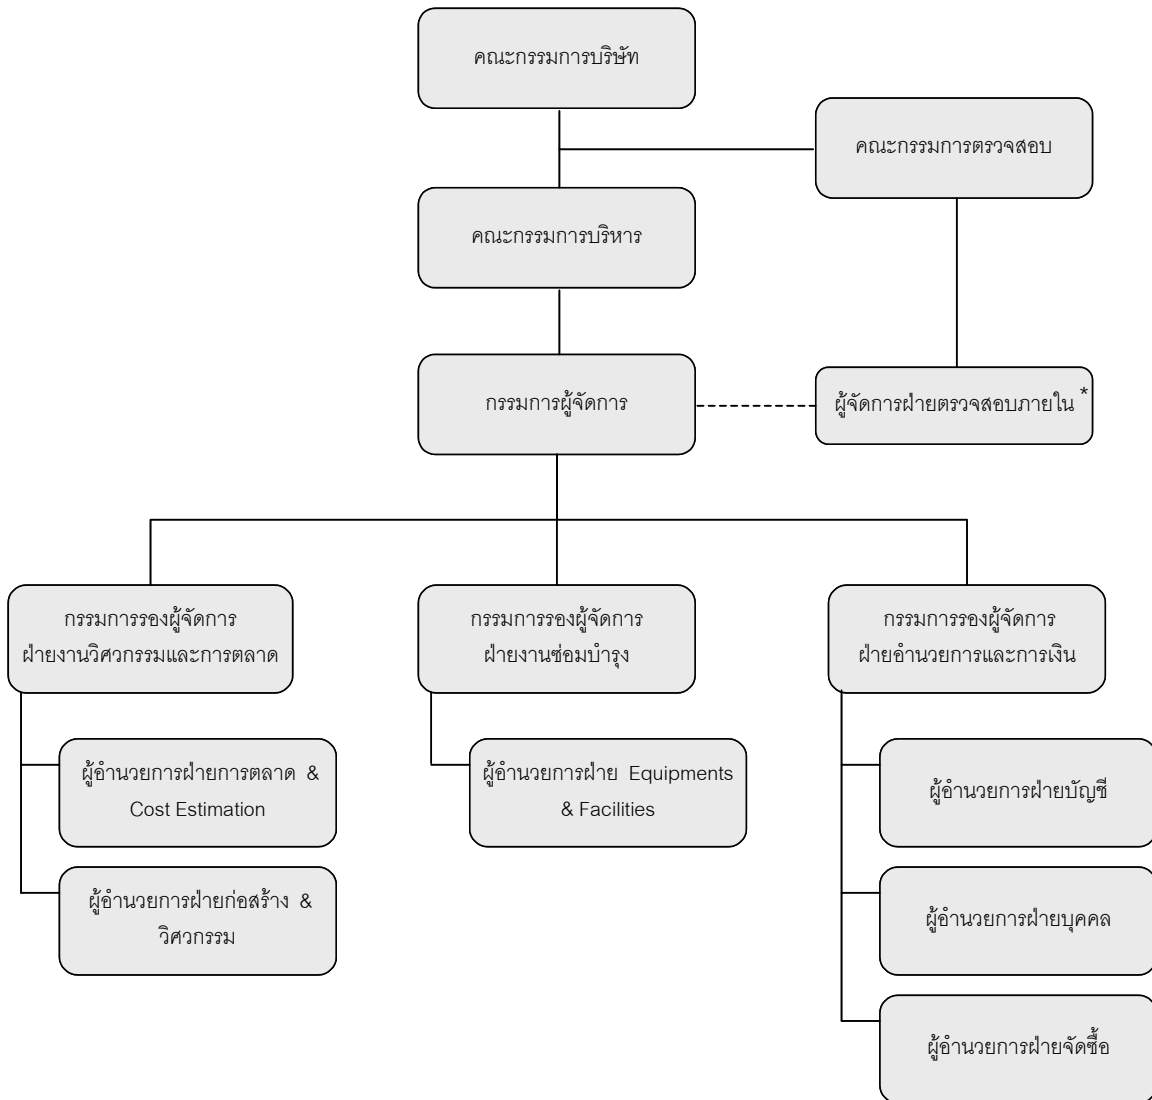 คณะกรรมการบริษัท
คณะกรรมการตรวจสอบ
คณะกรรมการบริหาร
กรรมการผู้จัดการ
ผู้จัดการฝ่ายตรวจสอบภายใน *
กรรมการรองผู้จัดการ
ฝ่ายงานวิศวกรรมและการตลาด
กรรมการรองผู้จัดการ
ฝ่ายงานซ่อมบำรุง
กรรมการรองผู้จัดการ
ฝ่ายอำนวยการและการเงิน
ผู้อำนวยการฝ่ายการตลาด &
Cost Estimation
ผู้อำนวยการฝ่ายก่อสร้าง &
วิศวกรรม
ผู้อำนวยการฝ่าย Equipments
& Facilities
ผู้อำนวยการฝ่ายบัญชี
ผู้อำนวยการฝ่ายบุคคล
ผู้อำนวยการฝ่ายจัดซื้อ